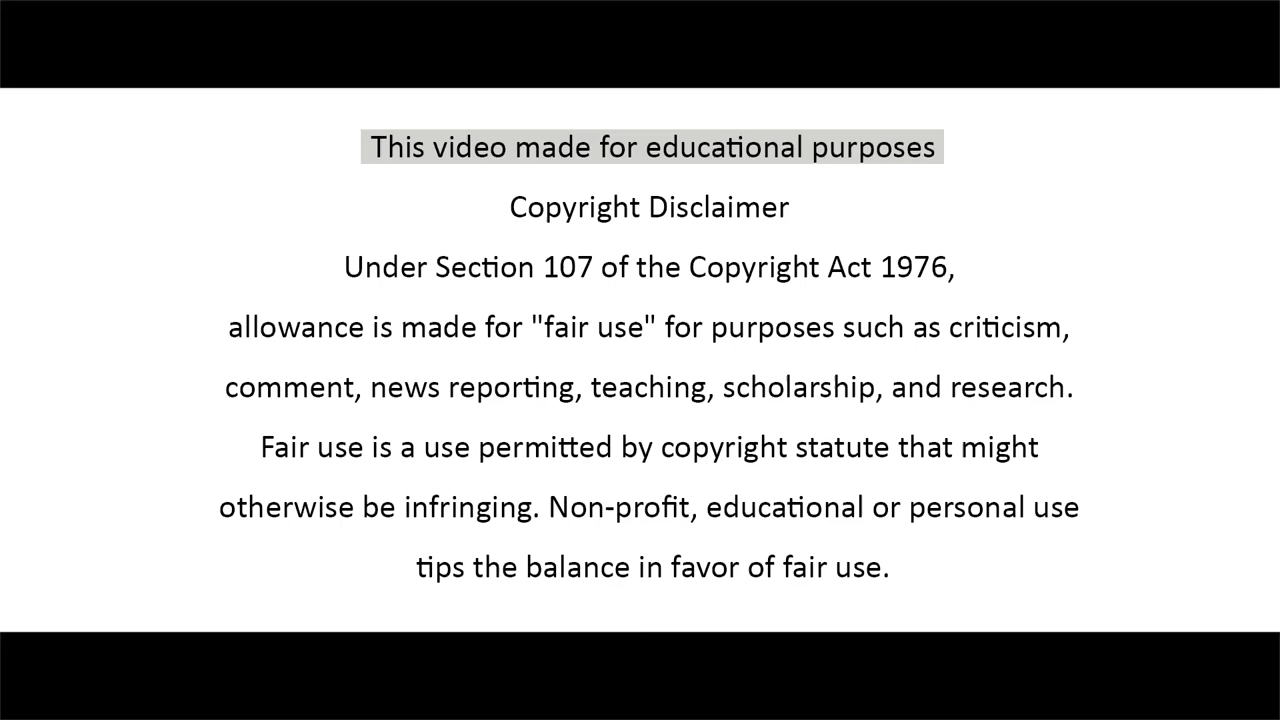 This video made for educational purposes
Copyright Disclaimer
Under Section 107 of the Copyright Act 1976,
allowance is made for "fair use" for purposes such as criticism,
comment, news reporting, teaching, scholarship, and research.
Fair use is a use permitted by copyright statute that might
otherwise be infringing. Non-profit, educational or personal use
tips the balance in favor of fair use.